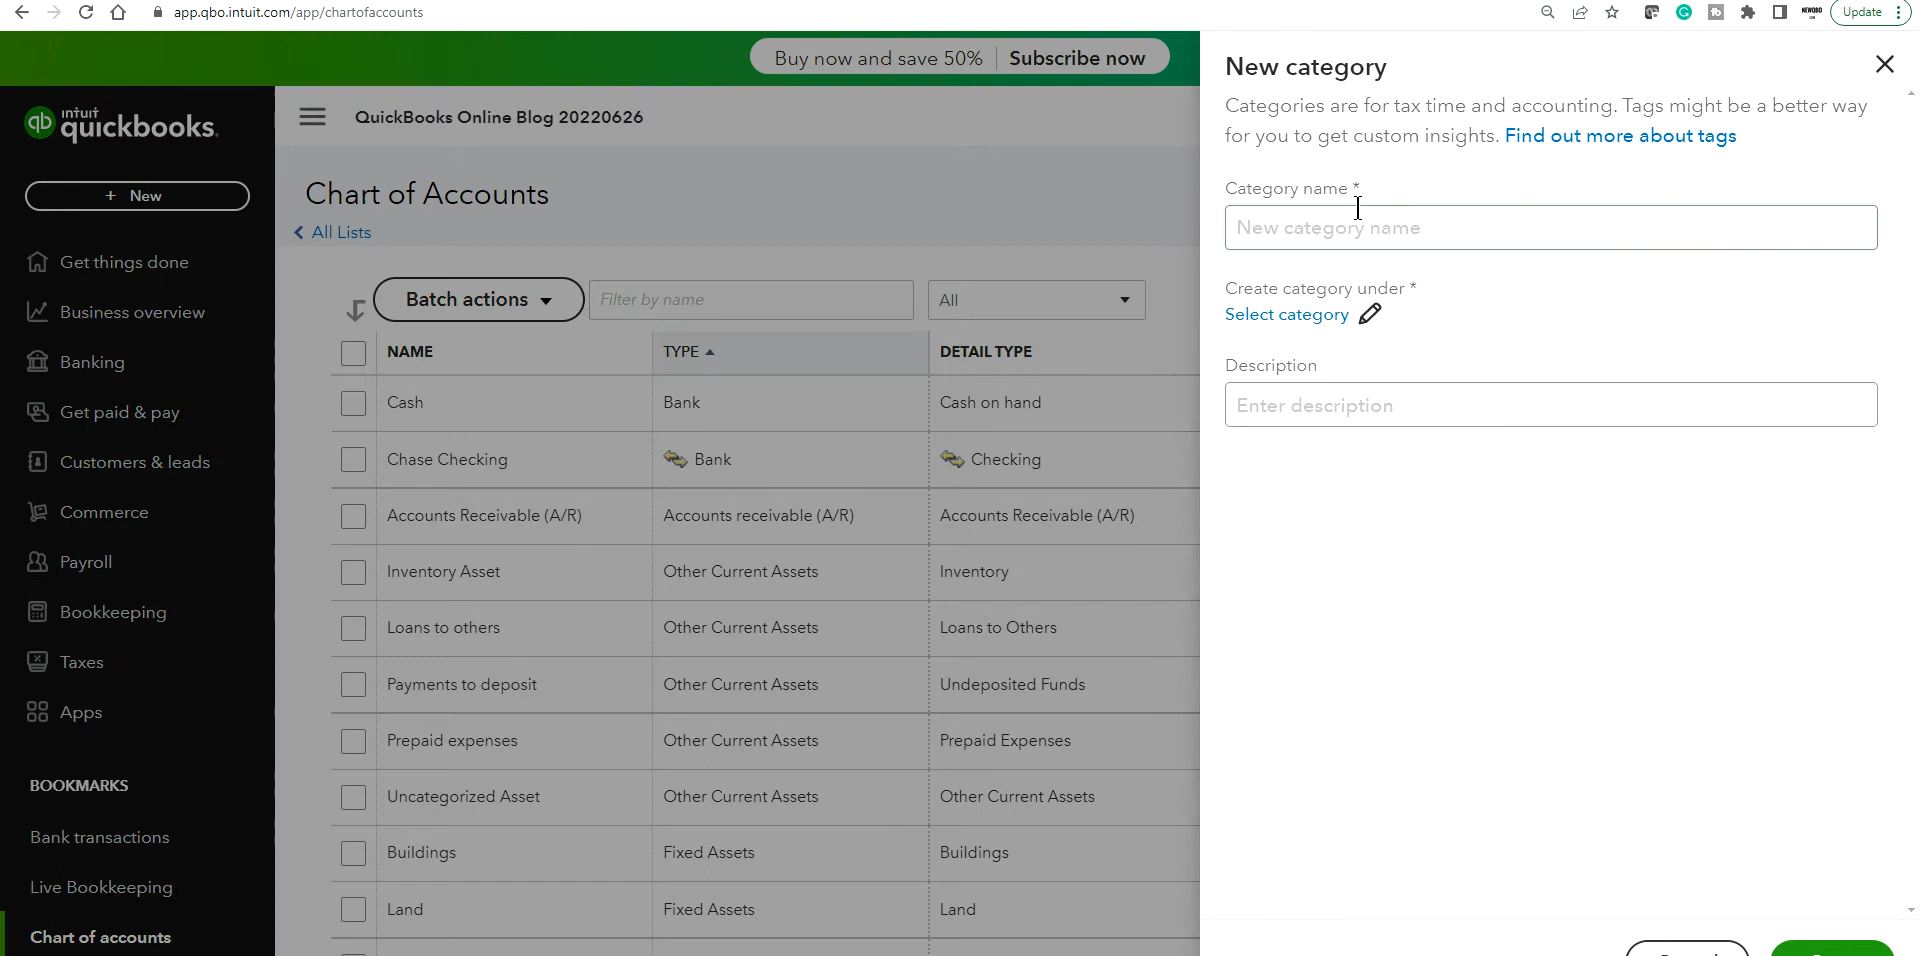 app.qbo.intuit.com/app/chartofaccounts
NEWQBO
Update
Buy now and save 50%
Subscribe now
qb
intuit
quickbooks.
QuickBooks Online Blog 20220626
+ New
Chart of Accounts
All Lists
Get things done
Business overview
Banking
Get paid & pay
Customers & leads
Commerce
Payroll
Bookkeeping
Taxes
Apps
BOOKMARKS
Bank transactions
Live Bookkeeping
Chart of accounts
Batch actions
Filter by name
All
NAME TYPE DETAIL TYPE
Cash Bank Cash on hand
Chase Checking Bank Checking
Accounts Receivable (A/R) Accounts receivable (A/R) Accounts Receivable (A/R)
Inventory Asset Other Current Assets Inventory
Loans to others Other Current Assets Loans to Others
Payments to deposit Other Current Assets Undeposited Funds
Prepaid expenses Other Current Assets Prepaid Expenses
Uncategorized Asset Other Current Assets Other Current Assets
Buildings Fixed Assets Buildings
Land Fixed Assets Land
New category
Categories are for tax time and accounting. Tags might be a better way
for you to get custom insights. Find out more about tags
Category name *
New category name
Create category under *
Select category
Description
Enter description